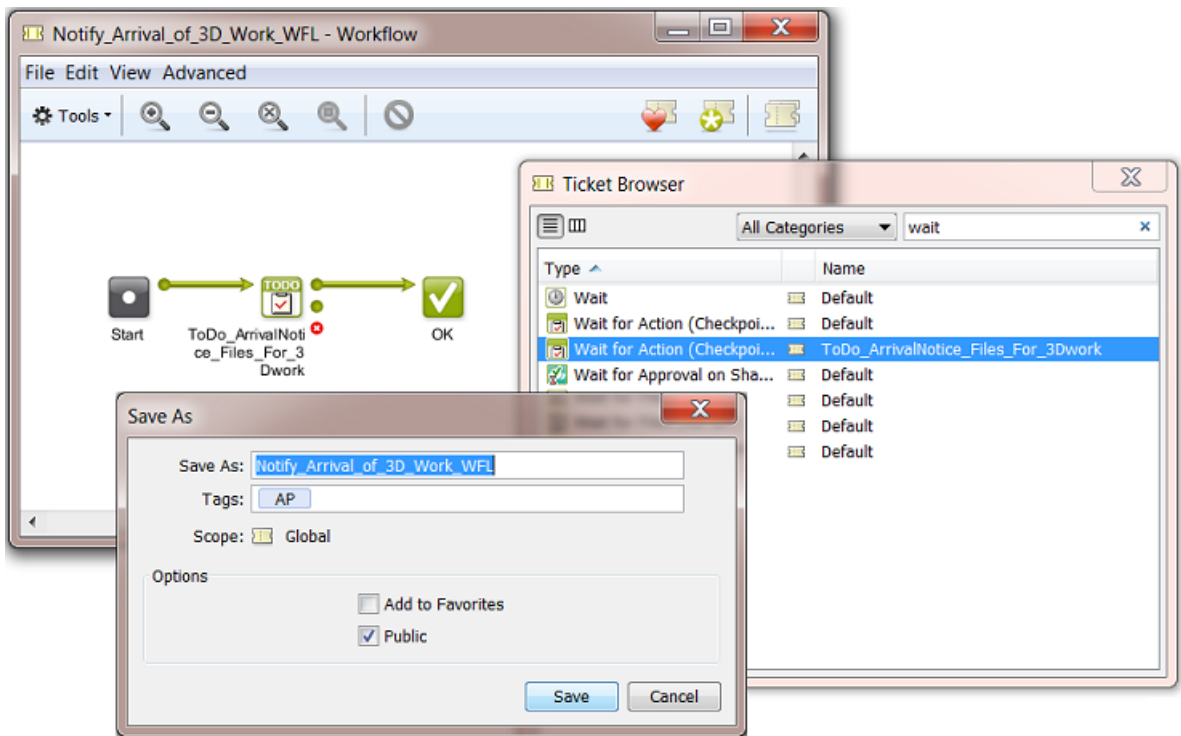 Notify_Arrival_of_3D_Work_WFL - Workflow
File Edit View Advanced
Tools
Start
TODO
ToDo_ArrivalNoti
ce_Files_For_3
Dwork
OK
Ticket Browser
All Categories
wait
Type
Name
Wait
Default
Wait for Action (Checkpoi...
Default
Wait for Action (Checkpoi...
ToDo_ArrivalNotice_Files_For_3Dwork
Wait for Approval on Sha...
Default
Default
Default
Default
Save As
Save As:
Notify_Arrival_of_3D_Work_WFL
Tags:
AP
Scope:
Global
Options
Add to Favorites
Public
Save
Cancel